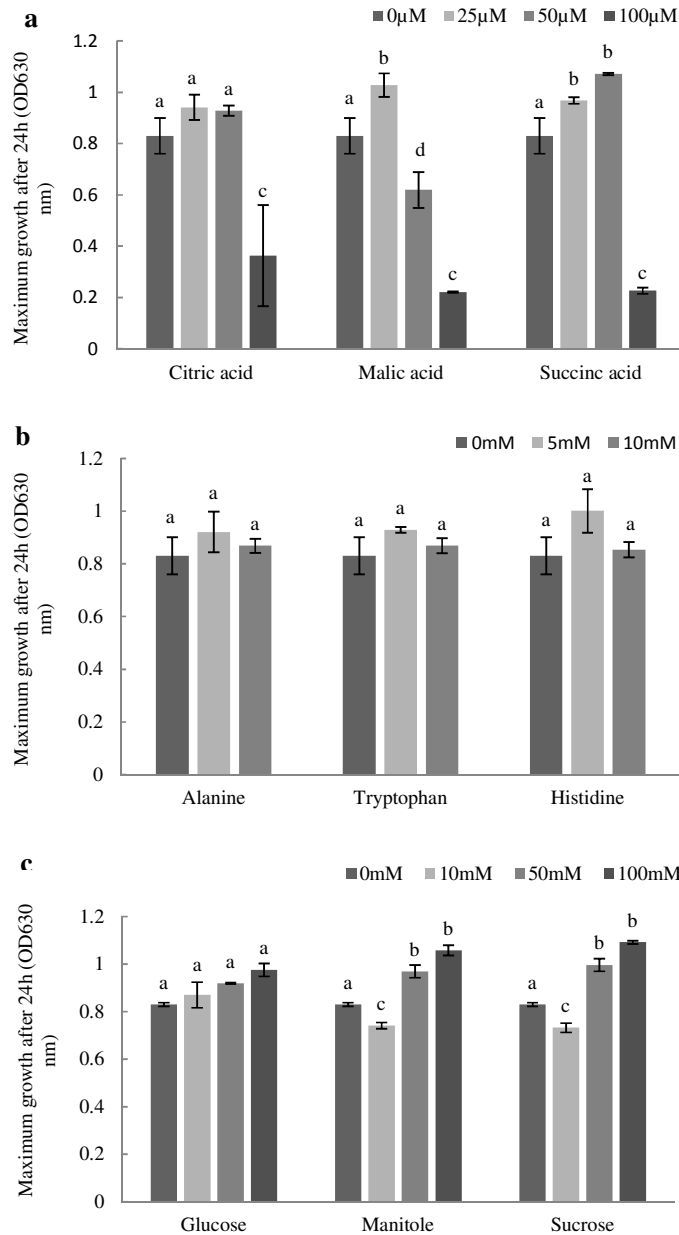 a
■0µM ■25µM ■50µM ■100µM
Maximum growth after 24h (OD630
nm)
1.2
1
0.8
0.6
0.4
0.2
0
a a a c
a b d c
a b b c
Citric acid Malic acid Succinc acid
b
■0mM ■5mM ■10mM
Maximum growth after 24h (OD630
nm)
1.2
1
0.8
0.6
0.4
0.2
0
a a a
a a a
a a a
Alanine Tryptophan Histidine
c
■0mM ■10mM ■50mM ■100mM
Maximum growth after 24h (OD630
nm)
1.2
1
0.8
0.6
0.4
0.2
0
a a a a
a c b b
a c b b
Glucose Manitole Sucrose